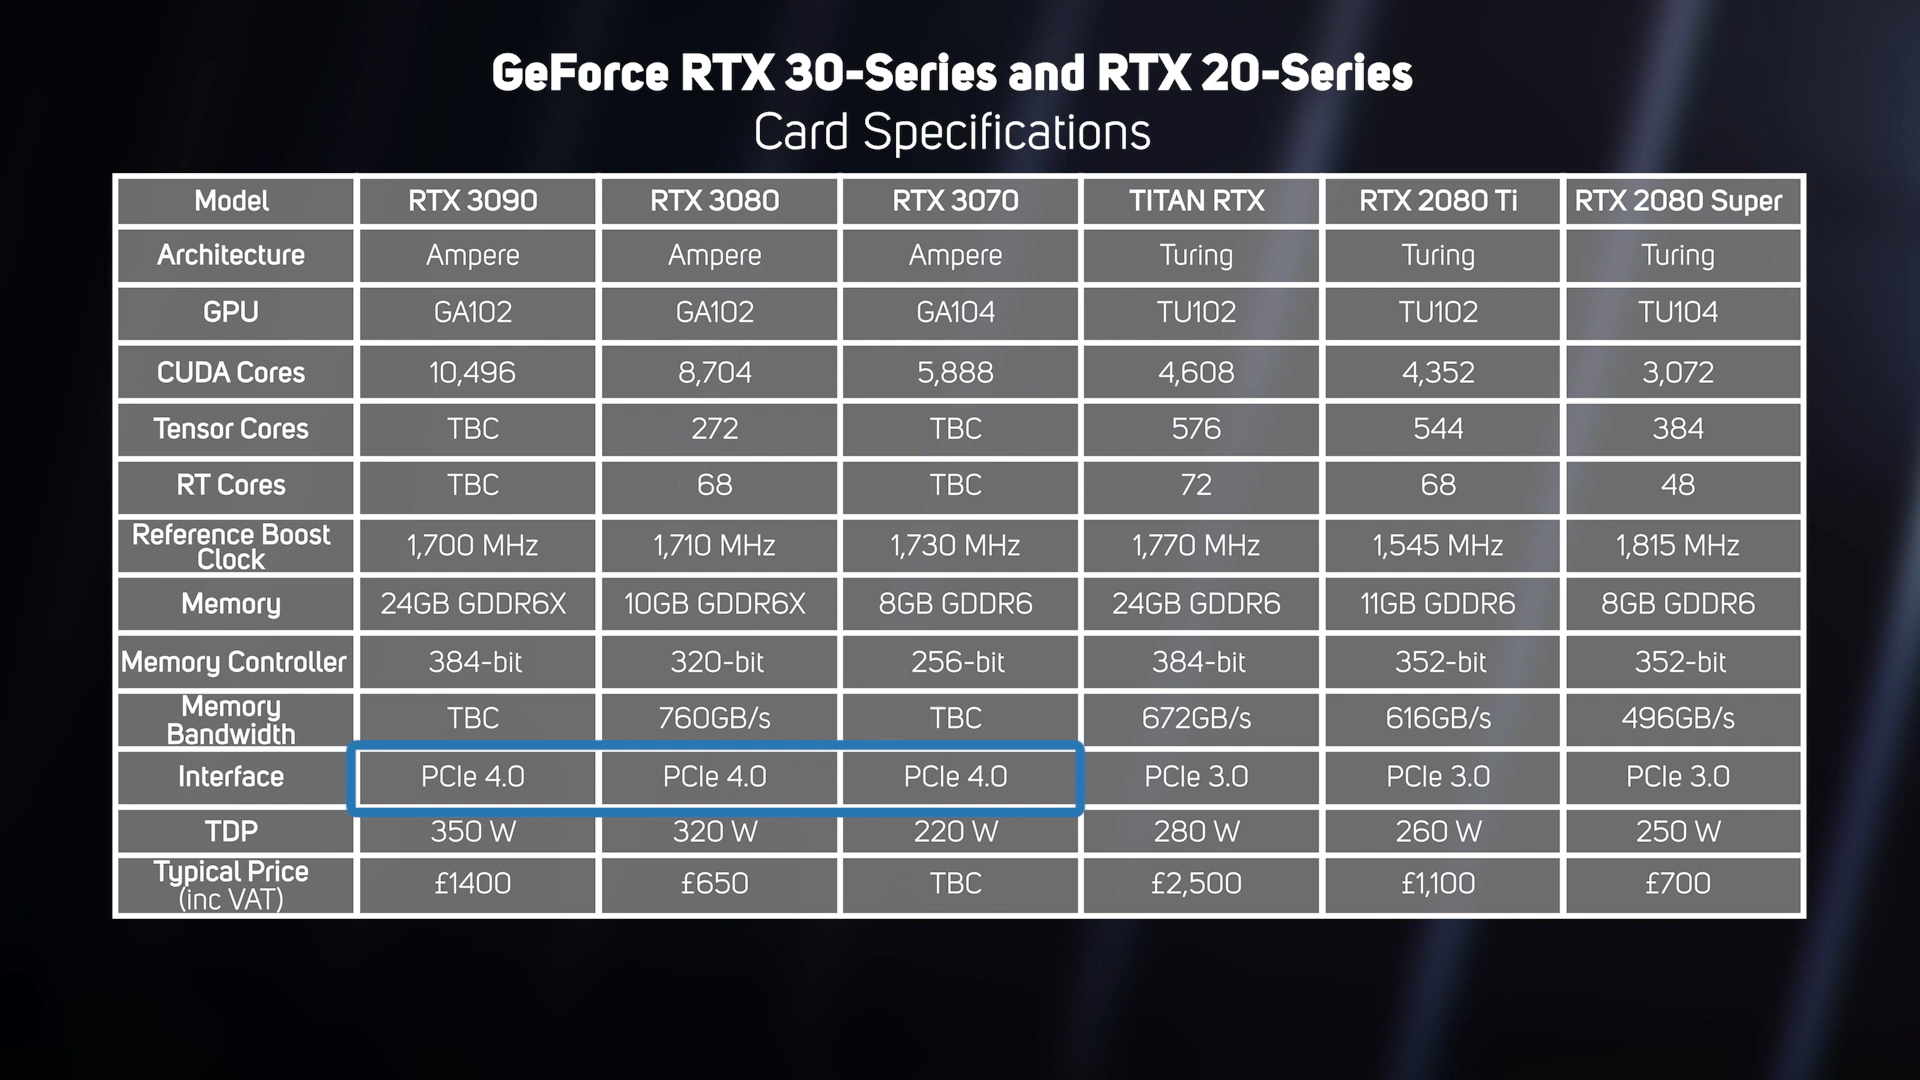 GeForce RTX 30-Series and RTX 20-Series
Card Specifications
Model RTX 3090 RTX 3080 RTX 3070 TITAN RTX RTX 2080 Ti RTX 2080 Super
Architecture Ampere Ampere Ampere Turing Turing Turing
GPU GA102 GA102 GA104 TU102 TU102 TU104
CUDA Cores 10,496 8,704 5,888 4,608 4,352 3,072
Tensor Cores TBC 272 TBC 576 544 384
RT Cores TBC 68 TBC 72 68 48
Reference Boost
Clock 1,700 MHz 1,710 MHz 1,730 MHz 1,770 MHz 1,545 MHz 1,815 MHz
Memory 24GB GDDR6X 10GB GDDR6X 8GB GDDR6 24GB GDDR6 11GB GDDR6 8GB GDDR6
Memory Controller 384-bit 320-bit 256-bit 384-bit 352-bit 352-bit
Memory
Bandwidth TBC 760GB/s TBC 672GB/s 616GB/s 496GB/s
Interface PCIe 4.0 PCIe 4.0 PCIe 4.0 PCIe 3.0 PCIe 3.0 PCIe 3.0
TDP 350 W 320 W 220 W 280 W 260 W 250 W
Typical Price
(inc VAT) £1400 £650 TBC £2,500 £1,100 £700